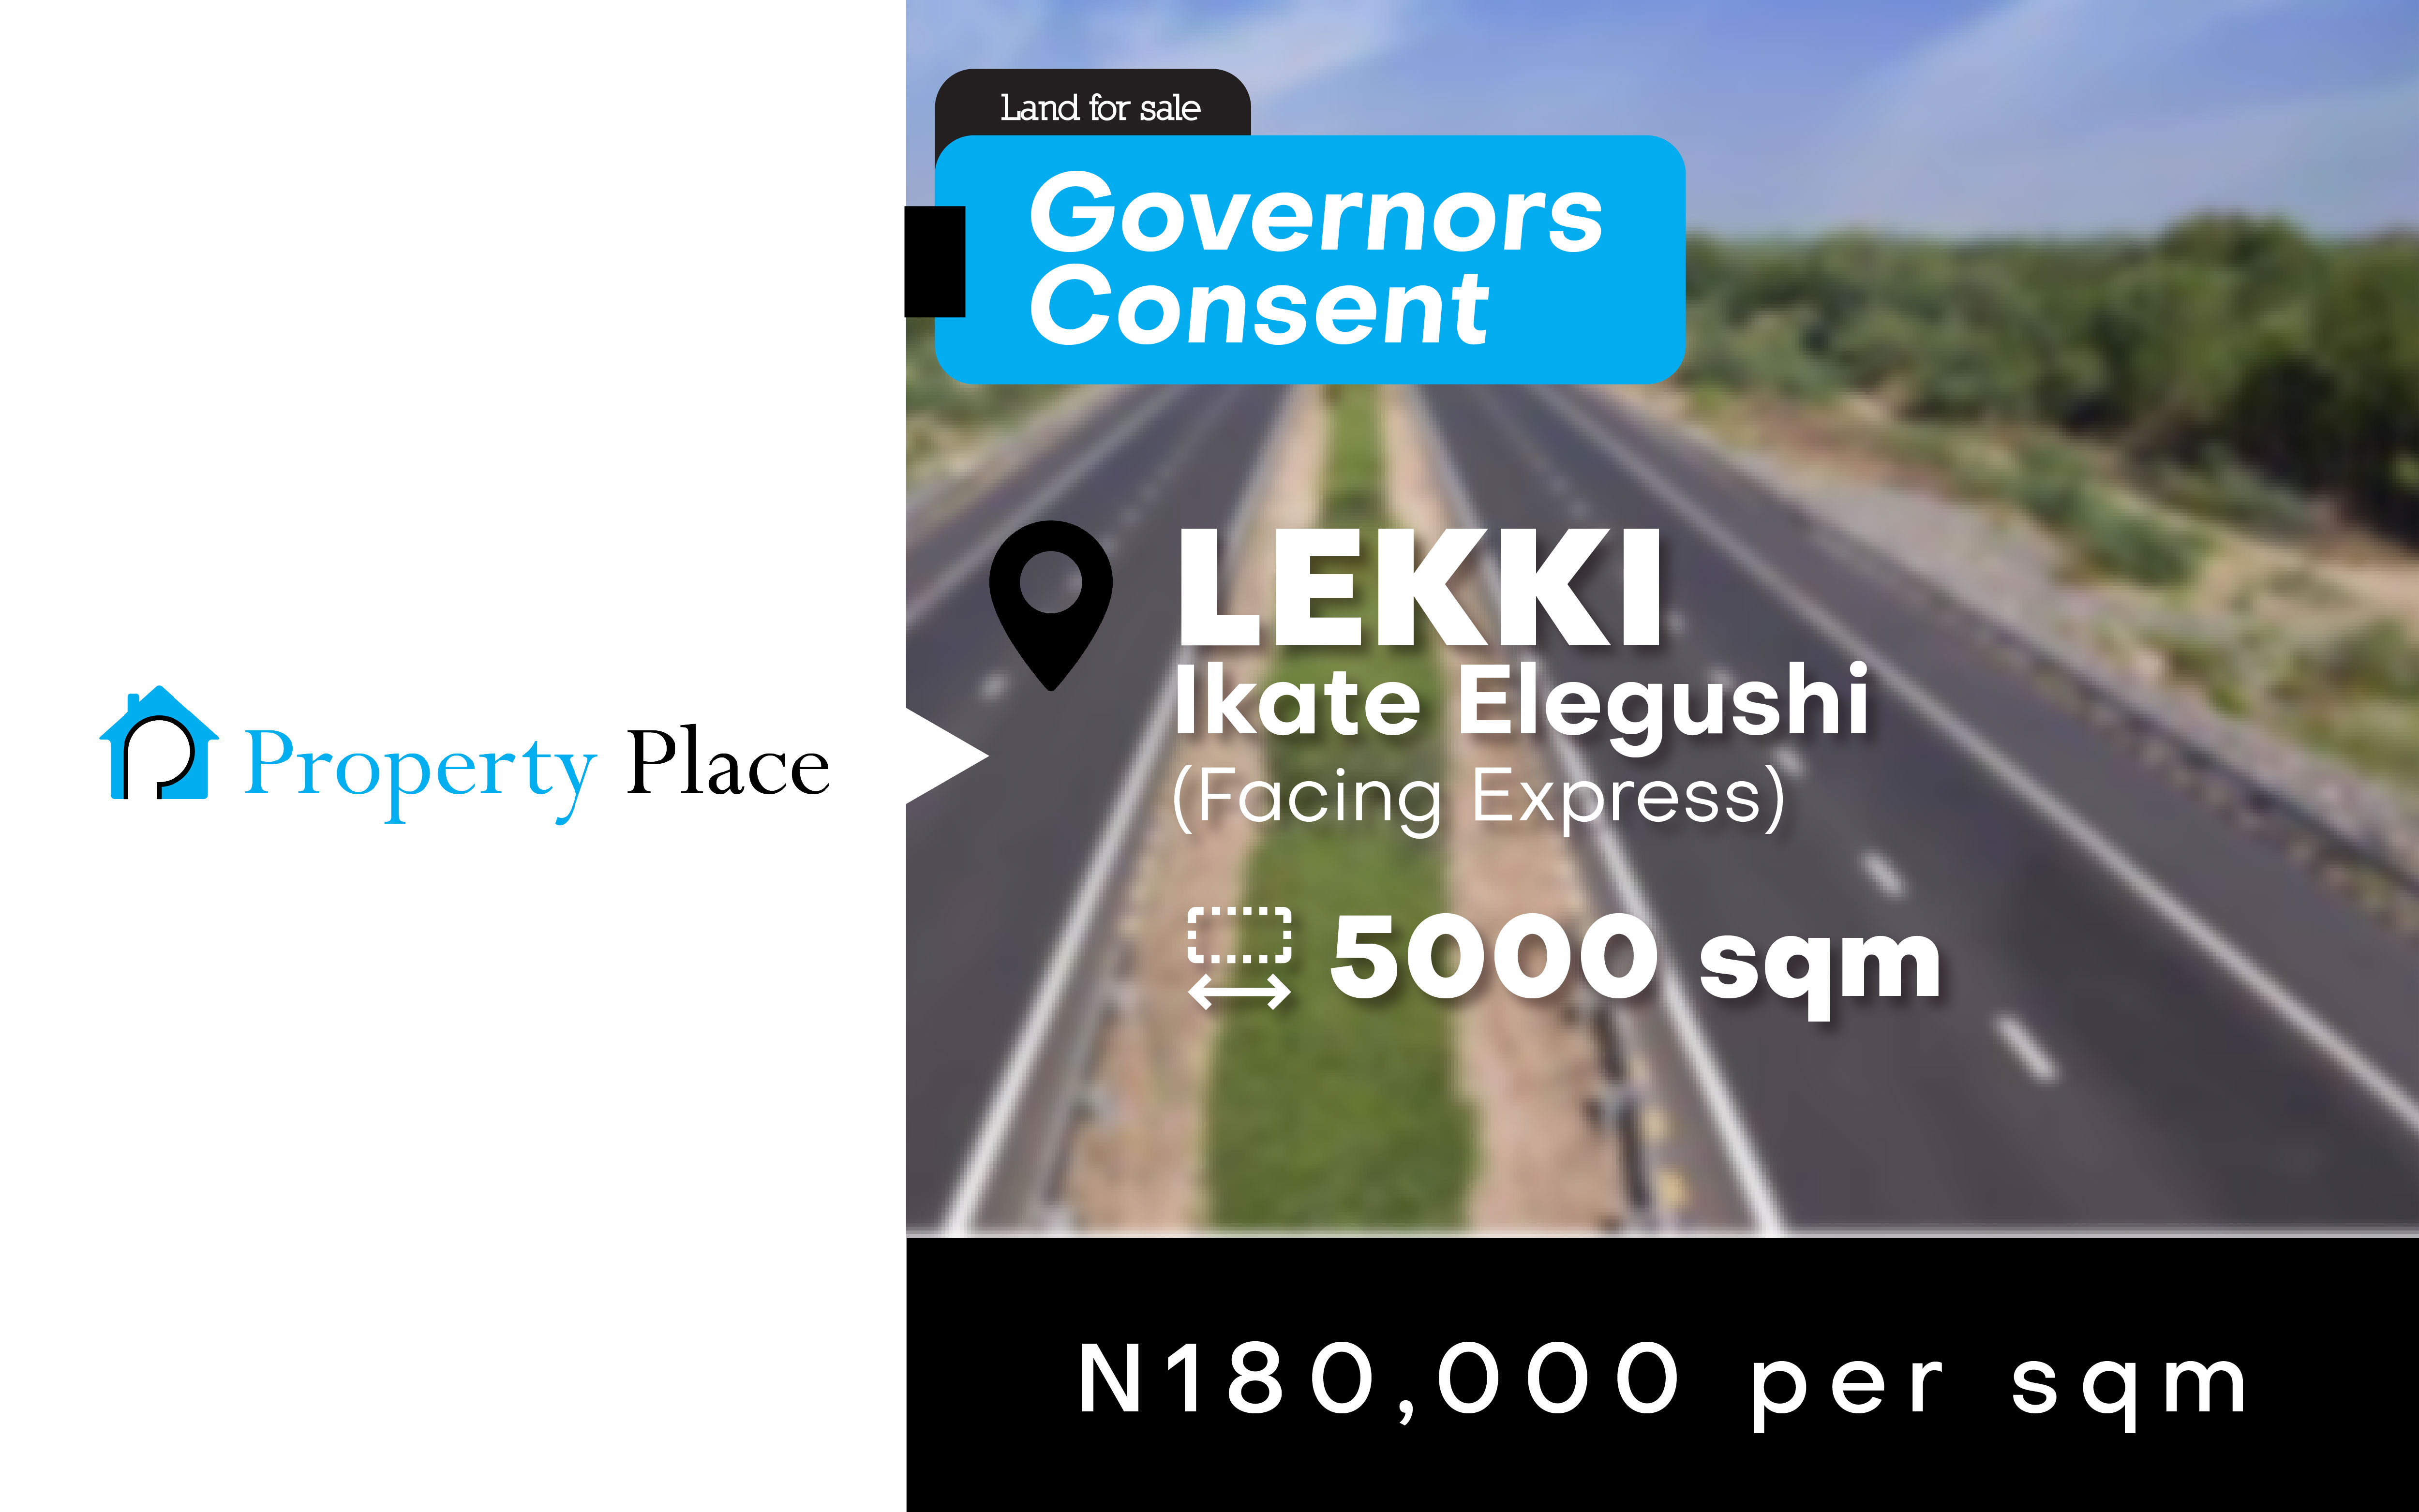 Property Place
Land for sale
Governors
Consent
LEKKI
Ikate Elegushi
(Facing Express)
5000 sqm
N180,000 per sqm